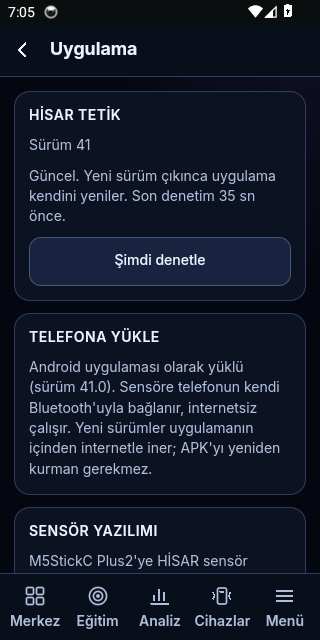 7:05
Uygulama
HİSAR TETİK
Sürüm 41
Güncel. Yeni sürüm çıkınca uygulama
kendini yeniler. Son denetim 35 sn
önce.
Şimdi denetle
TELEFONA YÜKLE
Android uygulaması olarak yüklü
(sürüm 41.0). Sensöre telefonun kendi
Bluetooth'uyla bağlanır, internetsiz
çalışır. Yeni sürümler uygulamanın
içinden internetle iner; APK'yı yeniden
kurman gerekmez.
SENSÖR YAZILIMI
M5StickC Plus2'ye HİSAR sensör
Merkez Eğitim Analiz Cihazlar Menü